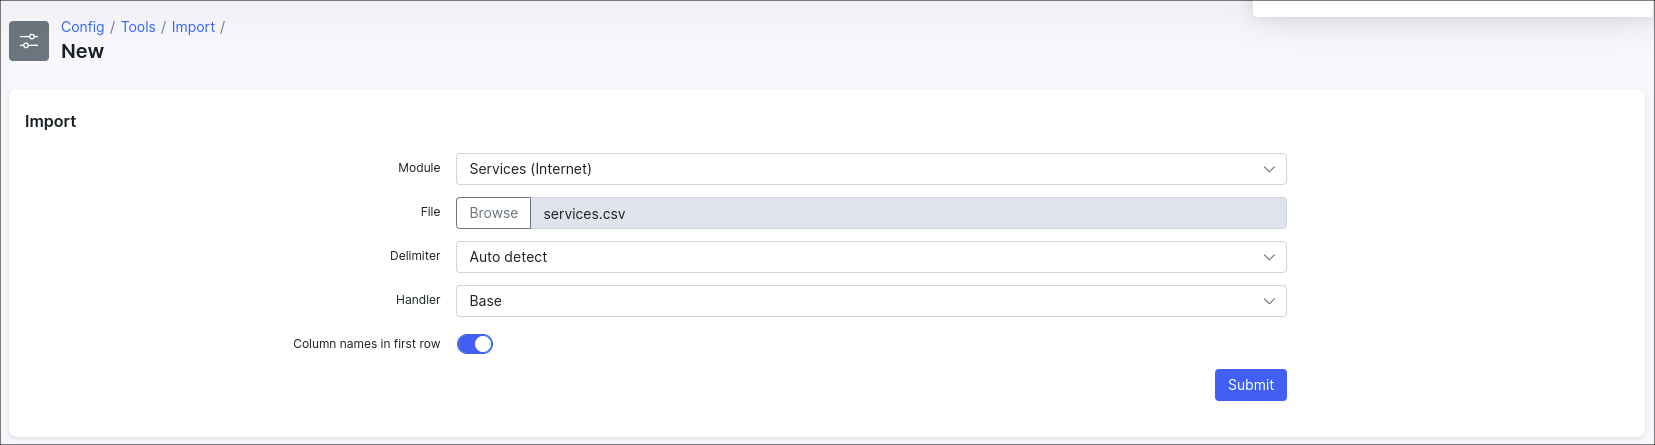 Config / Tools / Import /
New
Import
Module Services (Internet)
File Browse services.csv
Delimiter Auto detect
Handler Base
Column names in first row
Submit